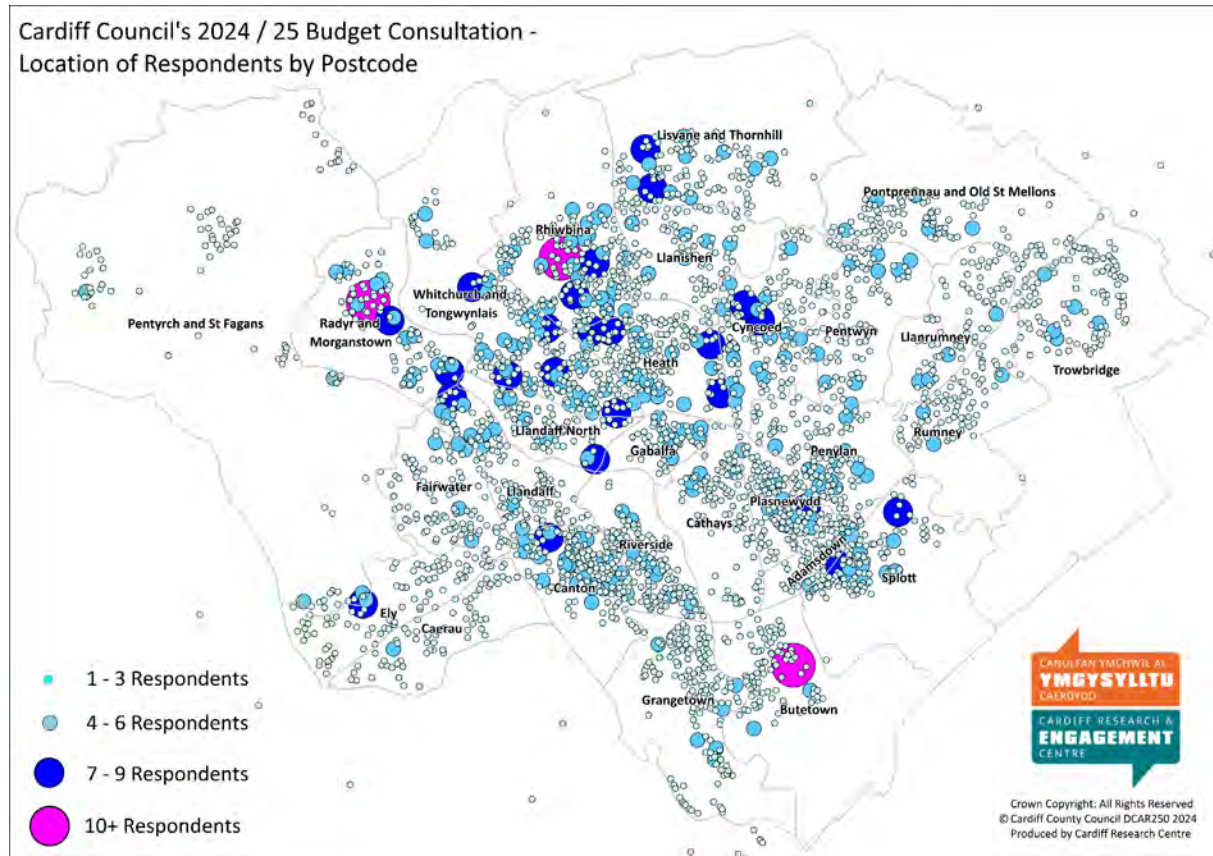 Cardiff Council's 2024 / 25 Budget Consultation -
Location of Respondents by Postcode
Lisvane and Thornhill
Pontprennau and Old St Mellons
Rhiwbina
Llanishen
Whitchurch and
Tongwynlais
Pentyrch and St Fagans
Radyr and
Morganstown
Cyncoed
Pentwyn
Llanrumney
Heath
Trowbridge
Llandaff North
Rumney
Gabalfa
Penylan
Fairwater
Llandaff
Plasnewydd
Cathays
Riverside
Adamsdown
Canton
Splott
Ely
Caerau
Grangetown
Butetown
1 - 3 Respondents
4 - 6 Respondents
7 - 9 Respondents
10+ Respondents
CANOLFAN YMCHWIL A
YMGYSYLLTU
CAERDYDD
CARDIFF RESEARCH &
ENGAGEMENT
CENTRE
Crown Copyright: All Rights Reserved
© Cardiff County Council DCAR250 2024
Produced by Cardiff Research Centre